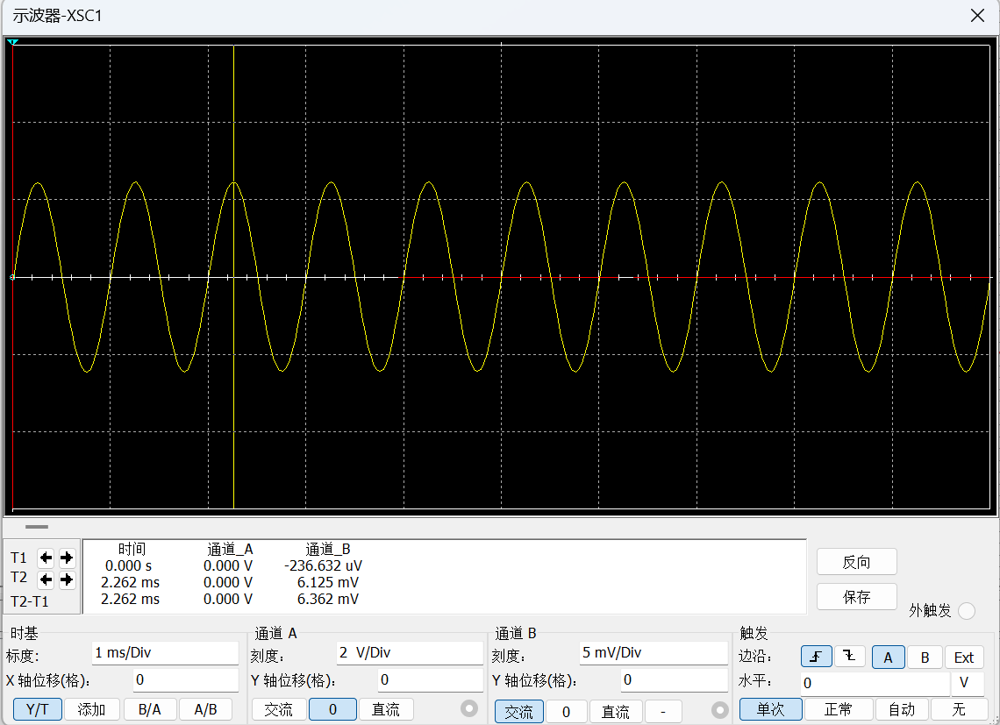 示波器-XSC1
时间 通道_A 通道_B
T1 0.000 s 0.000 V -236.632 uV
T2 2.262 ms 0.000 V 6.125 mV
T2-T1 2.262 ms 0.000 V 6.362 mV
反向
保存
外触发
时基 通道 A 通道 B 触发
标度: 1 ms/Div 刻度: 2 V/Div 刻度: 5 mV/Div 边沿: A B Ext
X 轴位移(格): 0 Y 轴位移(格): 0 Y 轴位移(格): 0 水平: 0 V
Y/T 添加 B/A A/B 交流 0 直流 交流 0 直流 - 单次 正常 自动 无